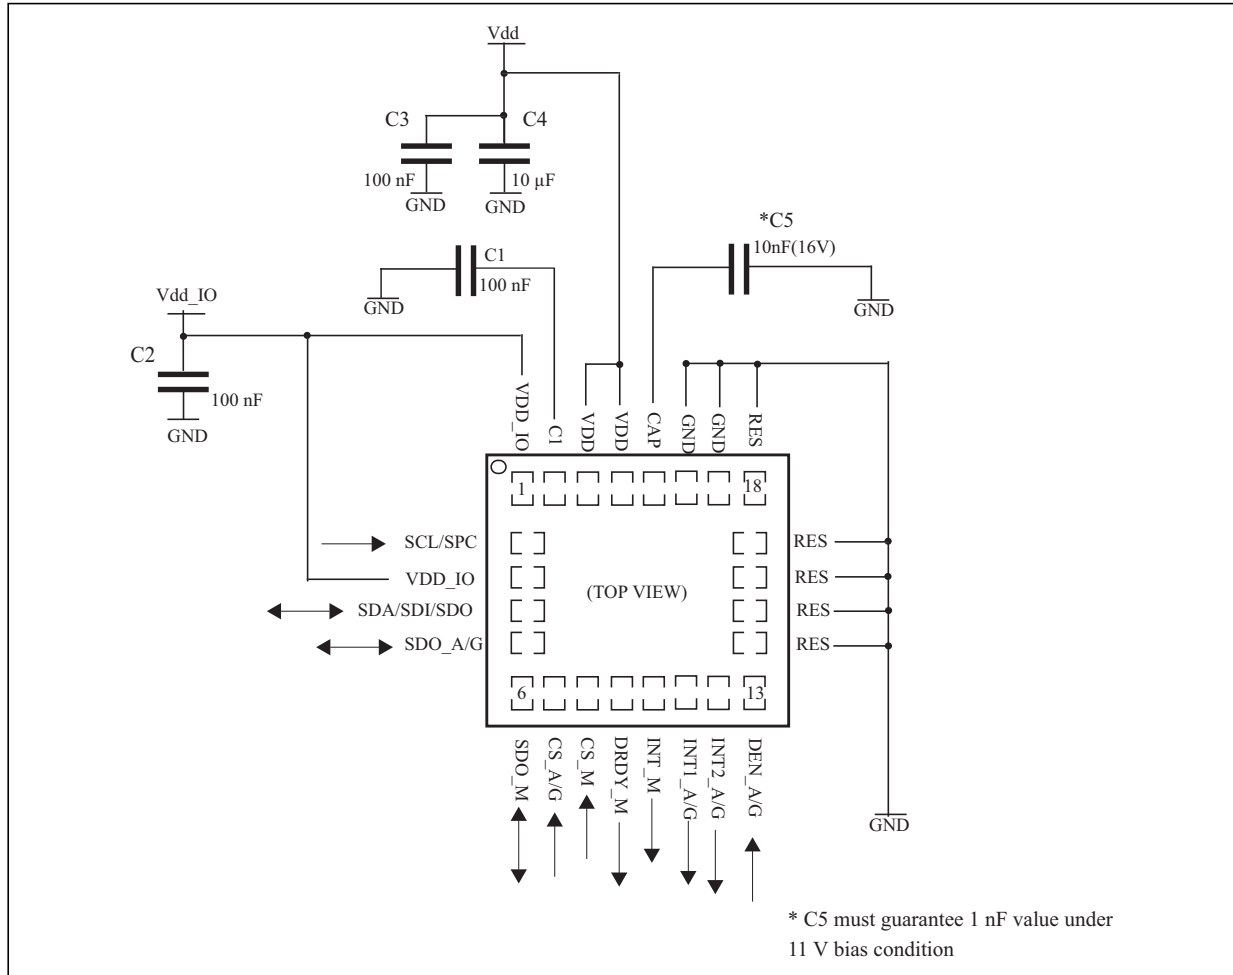 Vdd
C3
C4
100 nF
10 µF
GND
GND
*C5
10nF(16V)
C1
100 nF
GND
GND
Vdd_IO
C2
100 nF
GND
VDD_IO
C1
VDD
VDD
CAP
GND
GND
RES
1
18
SCL/SPC
RES
VDD_IO
RES
(TOP VIEW)
SDA/SDI/SDO
RES
SDO_A/G
RES
6
13
SDO_M
CS_A/G
CS_M
DRDY_M
INT_M
INT1_A/G
INT2_A/G
DEN_A/G
GND
* C5 must guarantee 1 nF value under
11 V bias condition